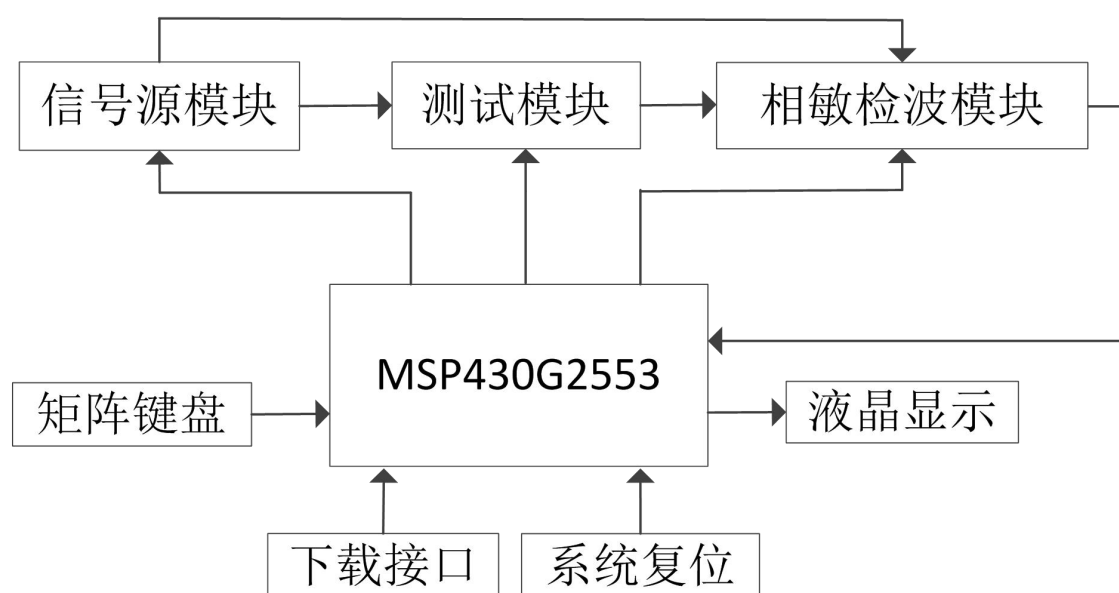 信号源模块
测试模块
相敏检波模块
MSP430G2553
矩阵键盘
液晶显示
下载接口
系统复位